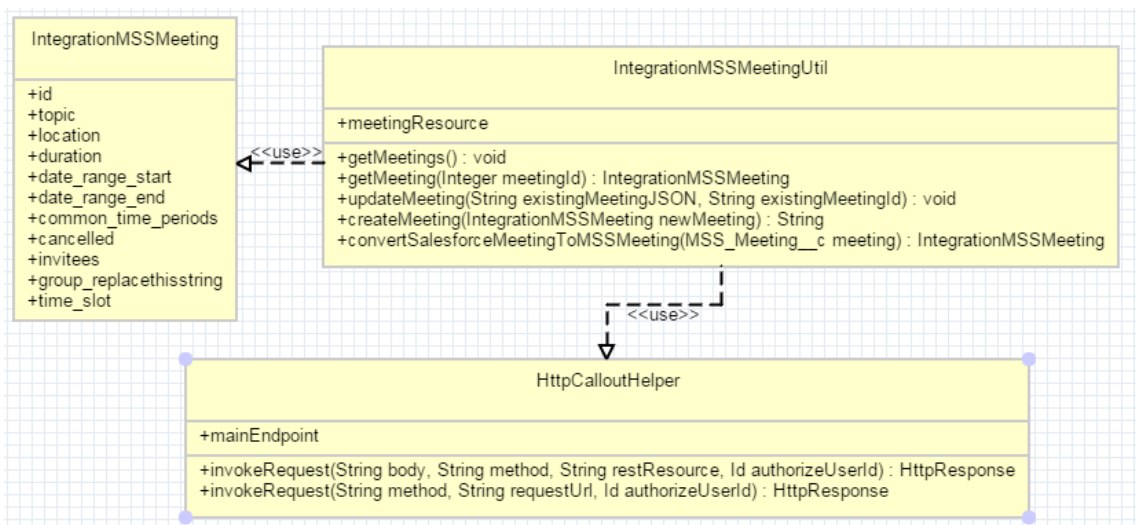 IntegrationMSSMeeting
+id
+topic
+location
+duration
+date_range_start
+date_range_end
+common_time_periods
+cancelled
+invitees
+group_replacethisstring
+time_slot
<<use>>
IntegrationMSSMeetingUtil
+meetingResource
+getMeetings() : void
+getMeeting(Integer meetingId) : IntegrationMSSMeeting
+updateMeeting(String existingMeetingJSON, String existingMeetingId) : void
+createMeeting(IntegrationMSSMeeting newMeeting) : String
+convertSalesforceMeetingToMSSMeeting(MSS_Meeting__c meeting) : IntegrationMSSMeeting
<<use>>
HttpCalloutHelper
+mainEndpoint
+invokeRequest(String body, String method, String restResource, Id authorizeUserId) : HttpResponse
+invokeRequest(String method, String requestUrl, Id authorizeUserId) : HttpResponse